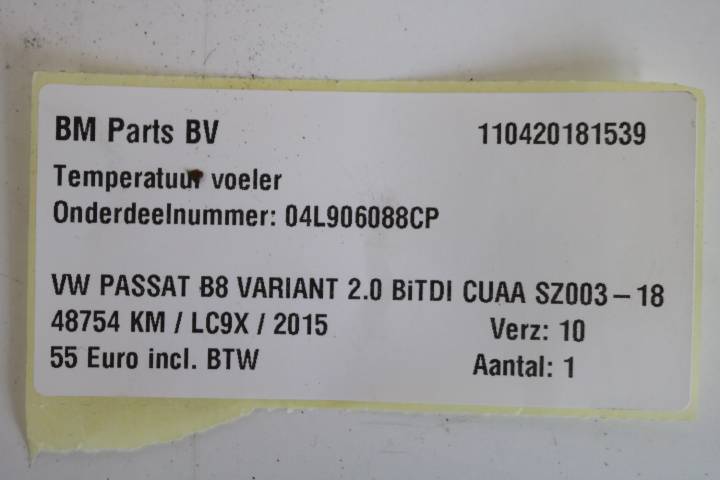 BM Parts BV 110420181539
Temperatuur voeler
Onderdeelnummer: 04L906088CP
VW PASSAT B8 VARIANT 2.0 BiTDI CUAA SZ003-18
48754 KM / LC9X / 2015 Verz: 10
55 Euro incl. BTW Aantal: 1